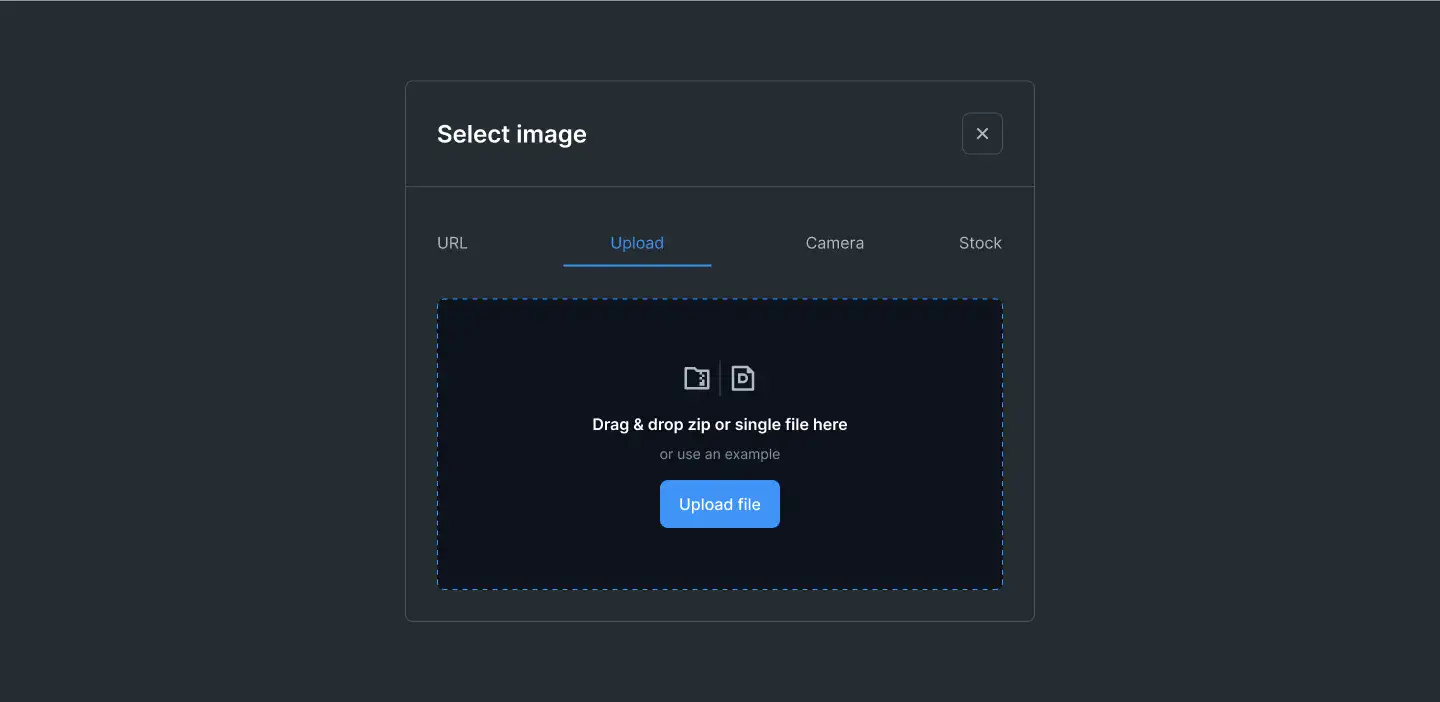 Select image
URL Upload Camera Stock
D
Drag & drop zip or single file here
or use an example
Upload file